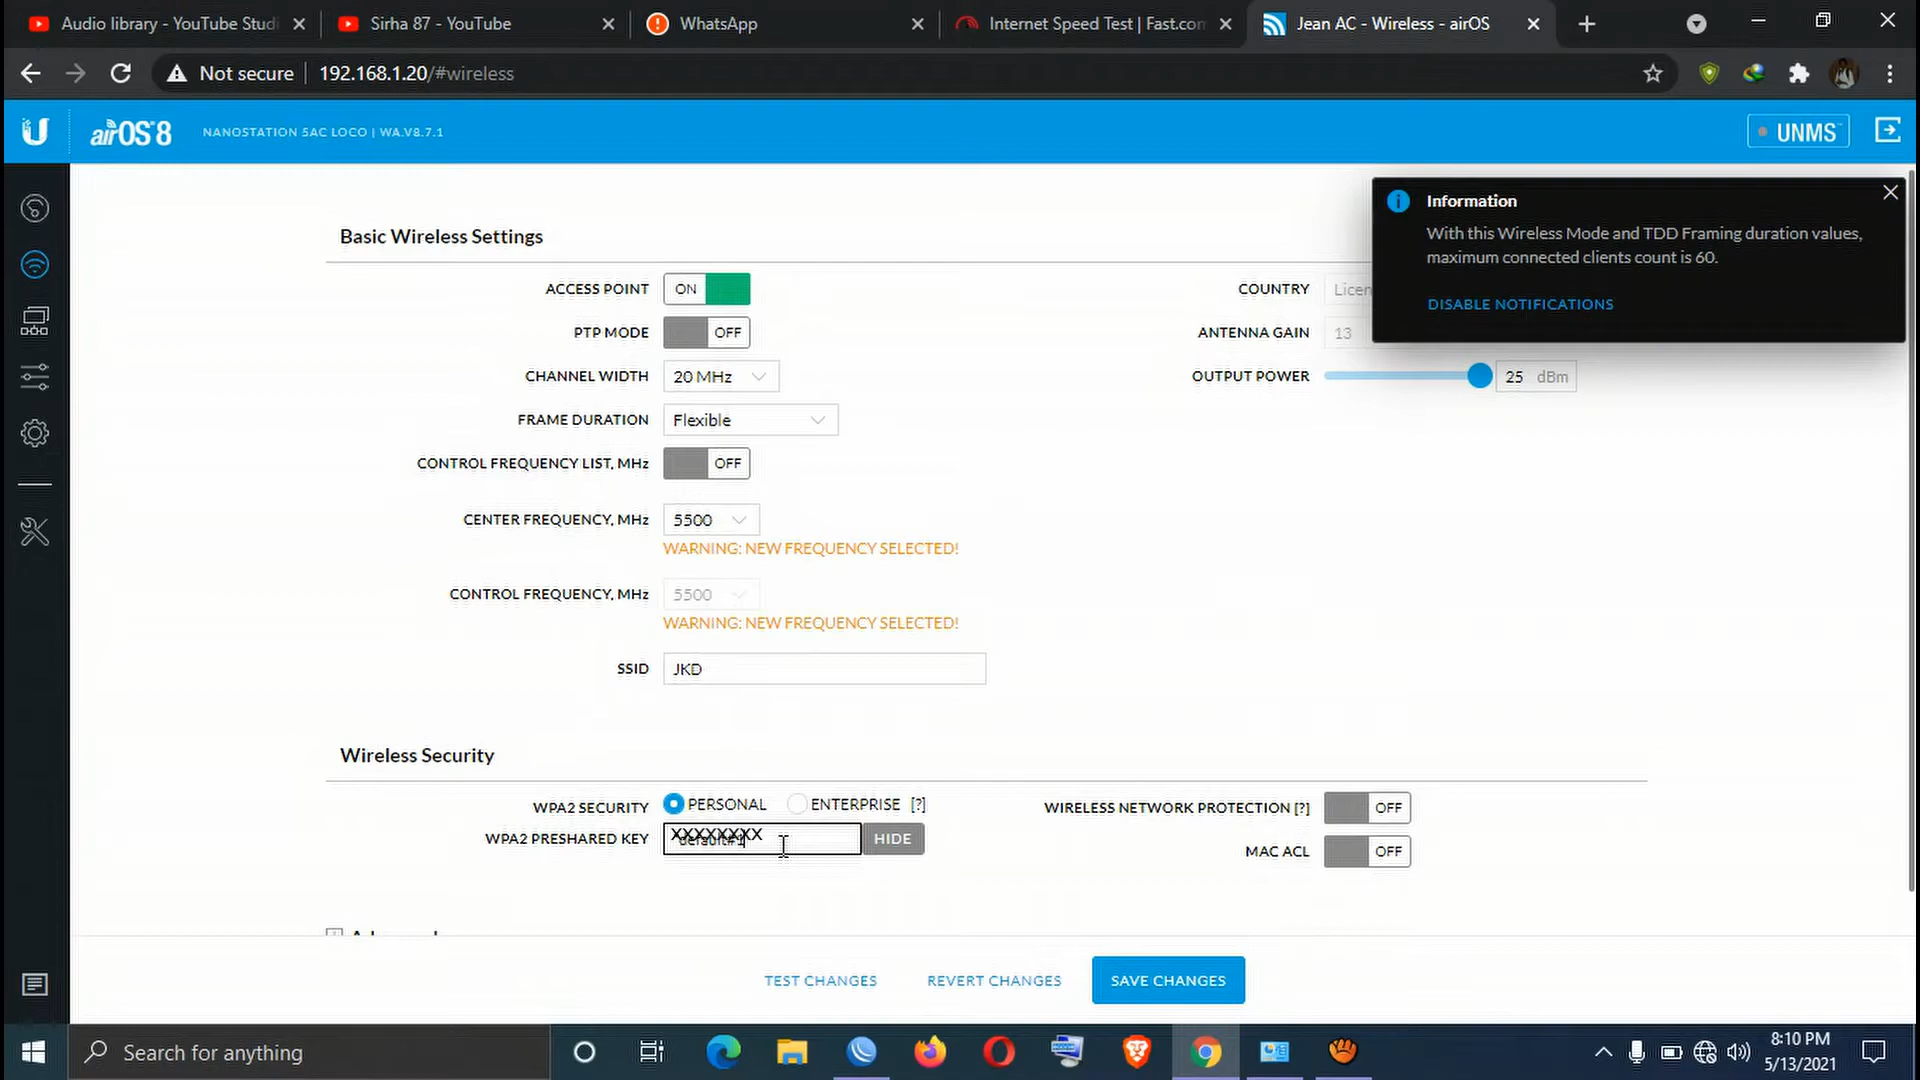 Audio library - YouTube Studi
Sirha 87 - YouTube
WhatsApp
Internet Speed Test | Fast.com
Jean AC - Wireless - airOS
Not secure
192.168.1.20/#wireless
airOS 8
NANOSTATION 5AC LOCO | WA.V8.7.1
UNMS
Information
With this Wireless Mode and TDD Framing duration values,
maximum connected clients count is 60.
DISABLE NOTIFICATIONS
Basic Wireless Settings
ACCESS POINT ON
COUNTRY Licen
PTP MODE OFF
ANTENNA GAIN 13
CHANNEL WIDTH 20 MHz
OUTPUT POWER 25 dBm
FRAME DURATION Flexible
CONTROL FREQUENCY LIST, MHz OFF
CENTER FREQUENCY, MHz 5500
WARNING: NEW FREQUENCY SELECTED!
CONTROL FREQUENCY, MHz 5500
WARNING: NEW FREQUENCY SELECTED!
SSID JKD
Wireless Security
WPA2 SECURITY PERSONAL ENTERPRISE [?]
WIRELESS NETWORK PROTECTION [?] OFF
WPA2 PRESHARED KEY XXXXXXXX HIDE
MAC ACL OFF
TEST CHANGES
REVERT CHANGES
SAVE CHANGES
Search for anything
8:10 PM
5/13/2021